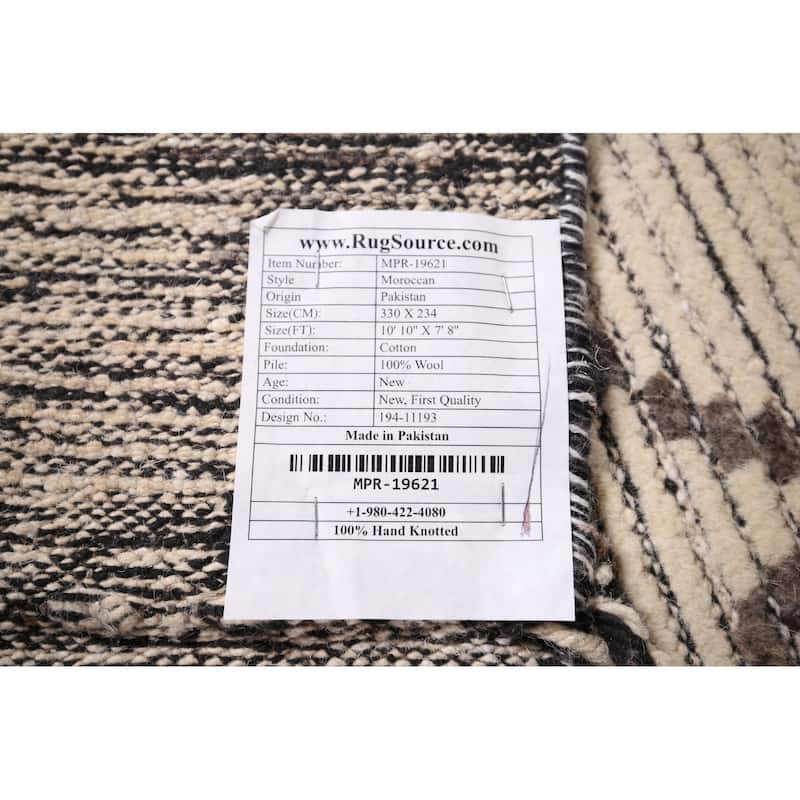 www.RugSource.com
Item Number: MPR-19621
Style Moroccan
Origin Pakistan
Size(CM): 330 X 234
Size(FT): 10' 10" X 7' 8"
Foundation: Cotton
Pile: 100% Wool
Age: New
Condition: New, First Quality
Design No.: 194-11193
Made in Pakistan
MPR-19621
+1-980-422-4080
100% Hand Knotted